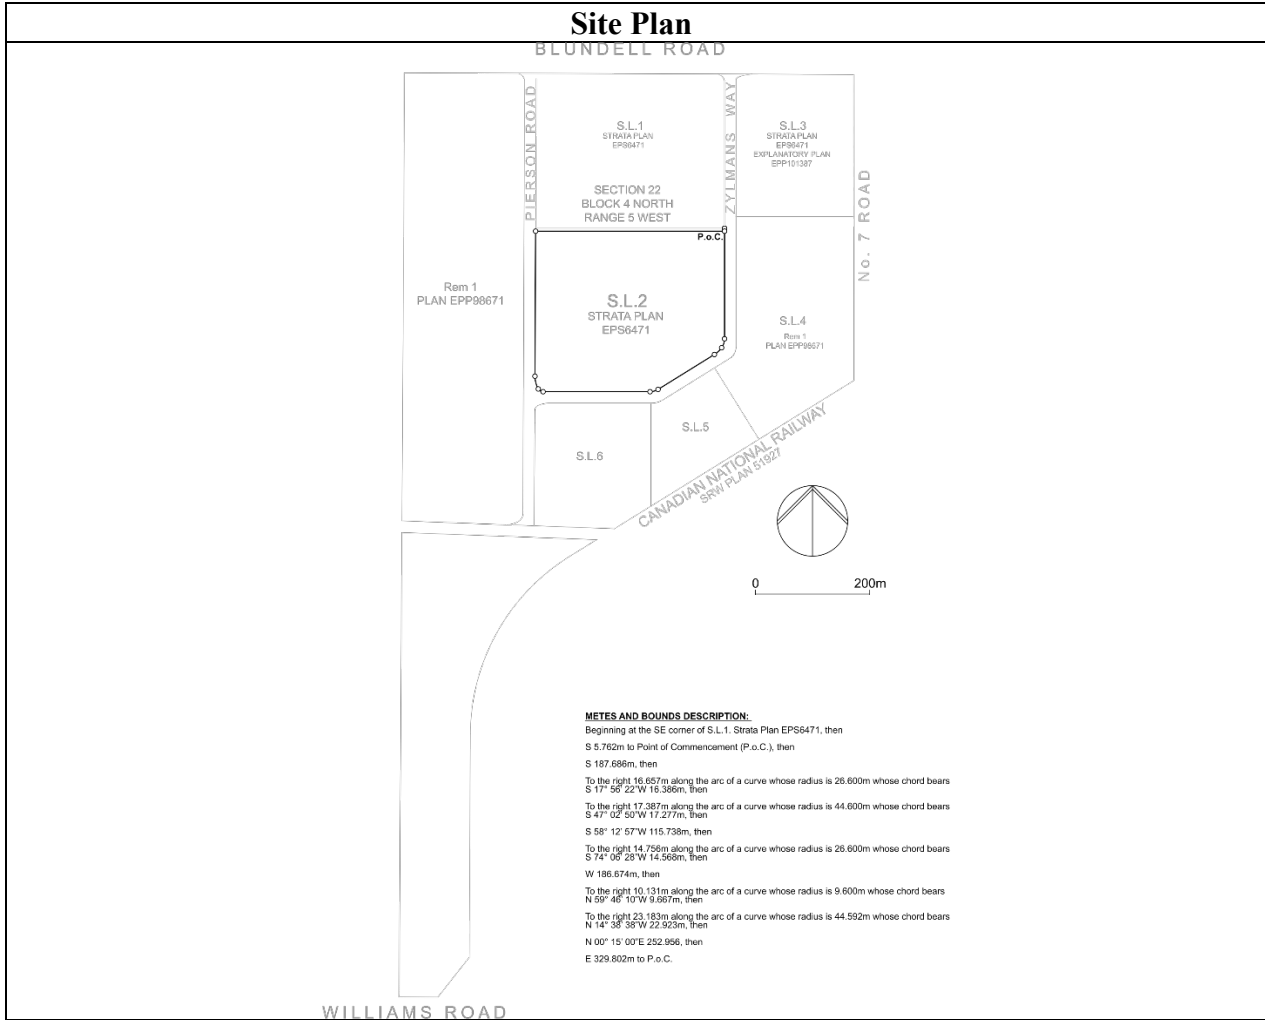 Site Plan
BLUNDELL ROAD
PIERSON ROAD
S.L.1
STRATA PLAN
EPS6471
ZYLMANS WAY
S.L.3
STRATA PLAN
EPS6471
EXPLANATORY PLAN
EPP101387
No. 7 ROAD
SECTION 22
BLOCK 4 NORTH
RANGE 5 WEST
P.o.C.
Rem 1
PLAN EPP98671
S.L.2
STRATA PLAN
EPS6471
S.L.4
Rem 1
PLAN EPP98671
S.L.5
S.L.6
CANADIAN NATIONAL RAILWAY
SRW PLAN 51927
0 200m
METES AND BOUNDS DESCRIPTION:
Beginning at the SE corner of S.L.1. Strata Plan EPS6471, then
S 5.762m to Point of Commencement (P.o.C.), then
S 187.686m, then
To the right 16.657m along the arc of a curve whose radius is 26.600m whose chord bears
S 17° 56' 22"W 16.386m, then
To the right 17.387m along the arc of a curve whose radius is 44.600m whose chord bears
S 47° 02' 50"W 17.277m, then
S 58° 12' 57"W 115.738m, then
To the right 14.756m along the arc of a curve whose radius is 26.600m whose chord bears
S 74° 06' 28"W 14.568m, then
W 186.674m, then
To the right 10.131m along the arc of a curve whose radius is 9.600m whose chord bears
N 59° 46' 10"W 9.667m, then
To the right 23.183m along the arc of a curve whose radius is 44.592m whose chord bears
N 14° 38' 38"W 22.923m, then
N 00° 15' 00"E 252.956, then
E 329.802m to P.o.C.
WILLIAMS ROAD